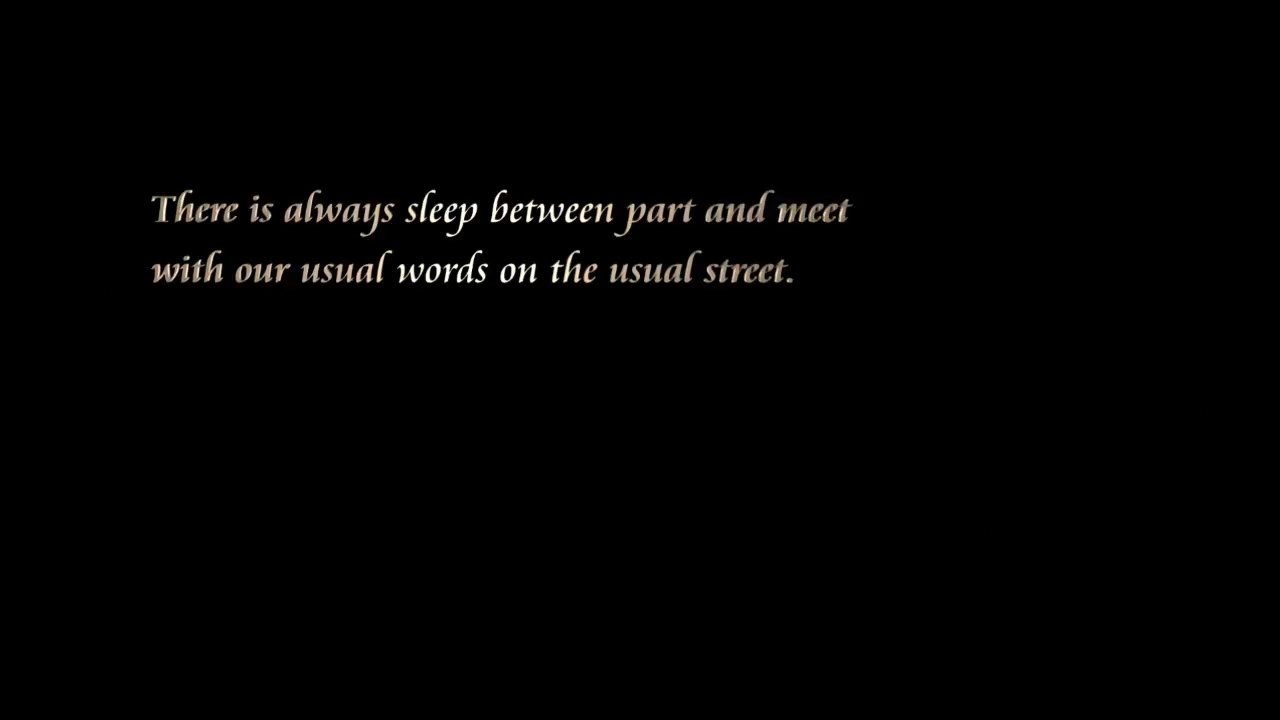 There is always sleep between part and meet
with our usual words on the usual street.